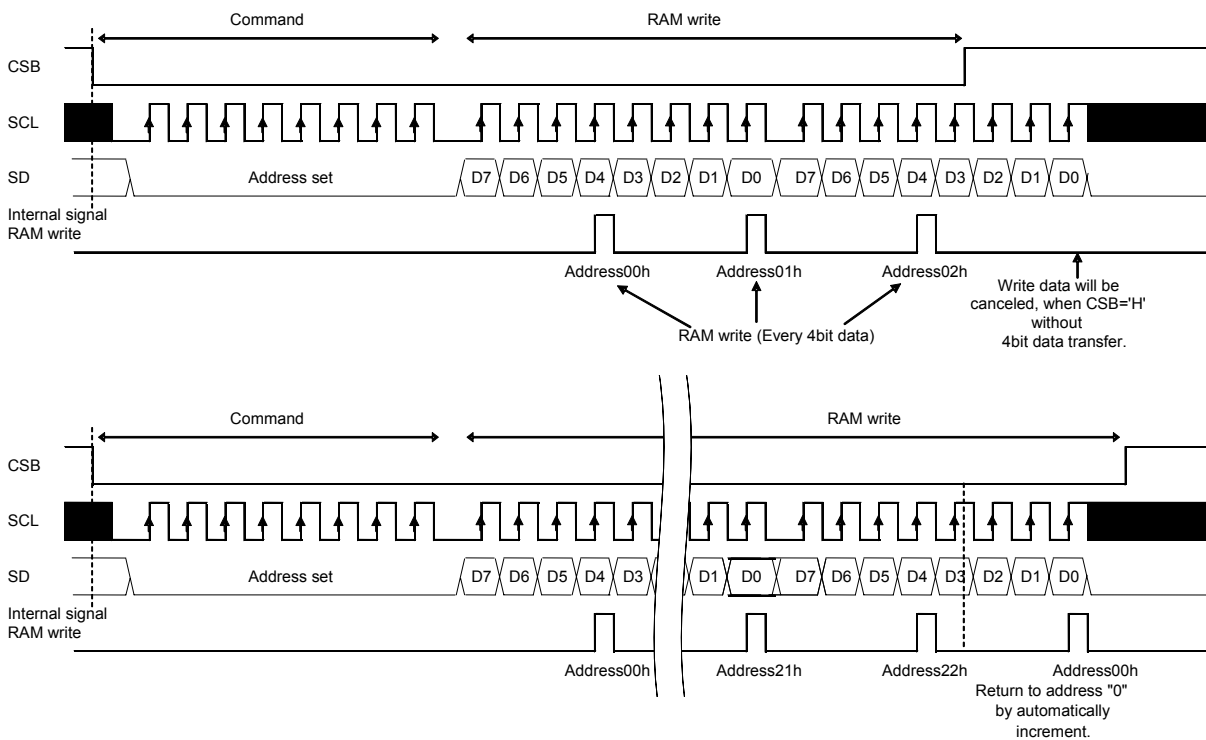 Command RAM write
CSB
SCL
SD Address set D7 D6 D5 D4 D3 D2 D1 D0 D7 D6 D5 D4 D3 D2 D1 D0
Internal signal
RAM write
Address00h Address01h Address02h
RAM write (Every 4bit data)
Write data will be
canceled, when CSB='H'
without
4bit data transfer.
Command RAM write
CSB
SCL
SD Address set D7 D6 D5 D4 D3 D1 D0 D7 D6 D5 D4 D3 D2 D1 D0
Internal signal
RAM write
Address00h Address21h Address22h Address00h
Return to address "0"
by automatically
increment.